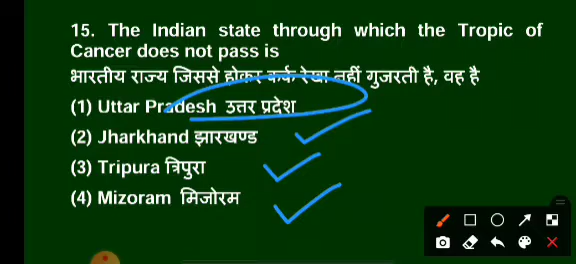 15. The Indian state through which the Tropic of
Cancer does not pass is
भारतीय राज्य जिससे होकर कर्क रेखा नहीं गुजरती है, वह है
(1) Uttar Pradesh उत्तर प्रदेश
(2) Jharkhand झारखण्ड
(3) Tripura त्रिपुरा
(4) Mizoram मिजोरम